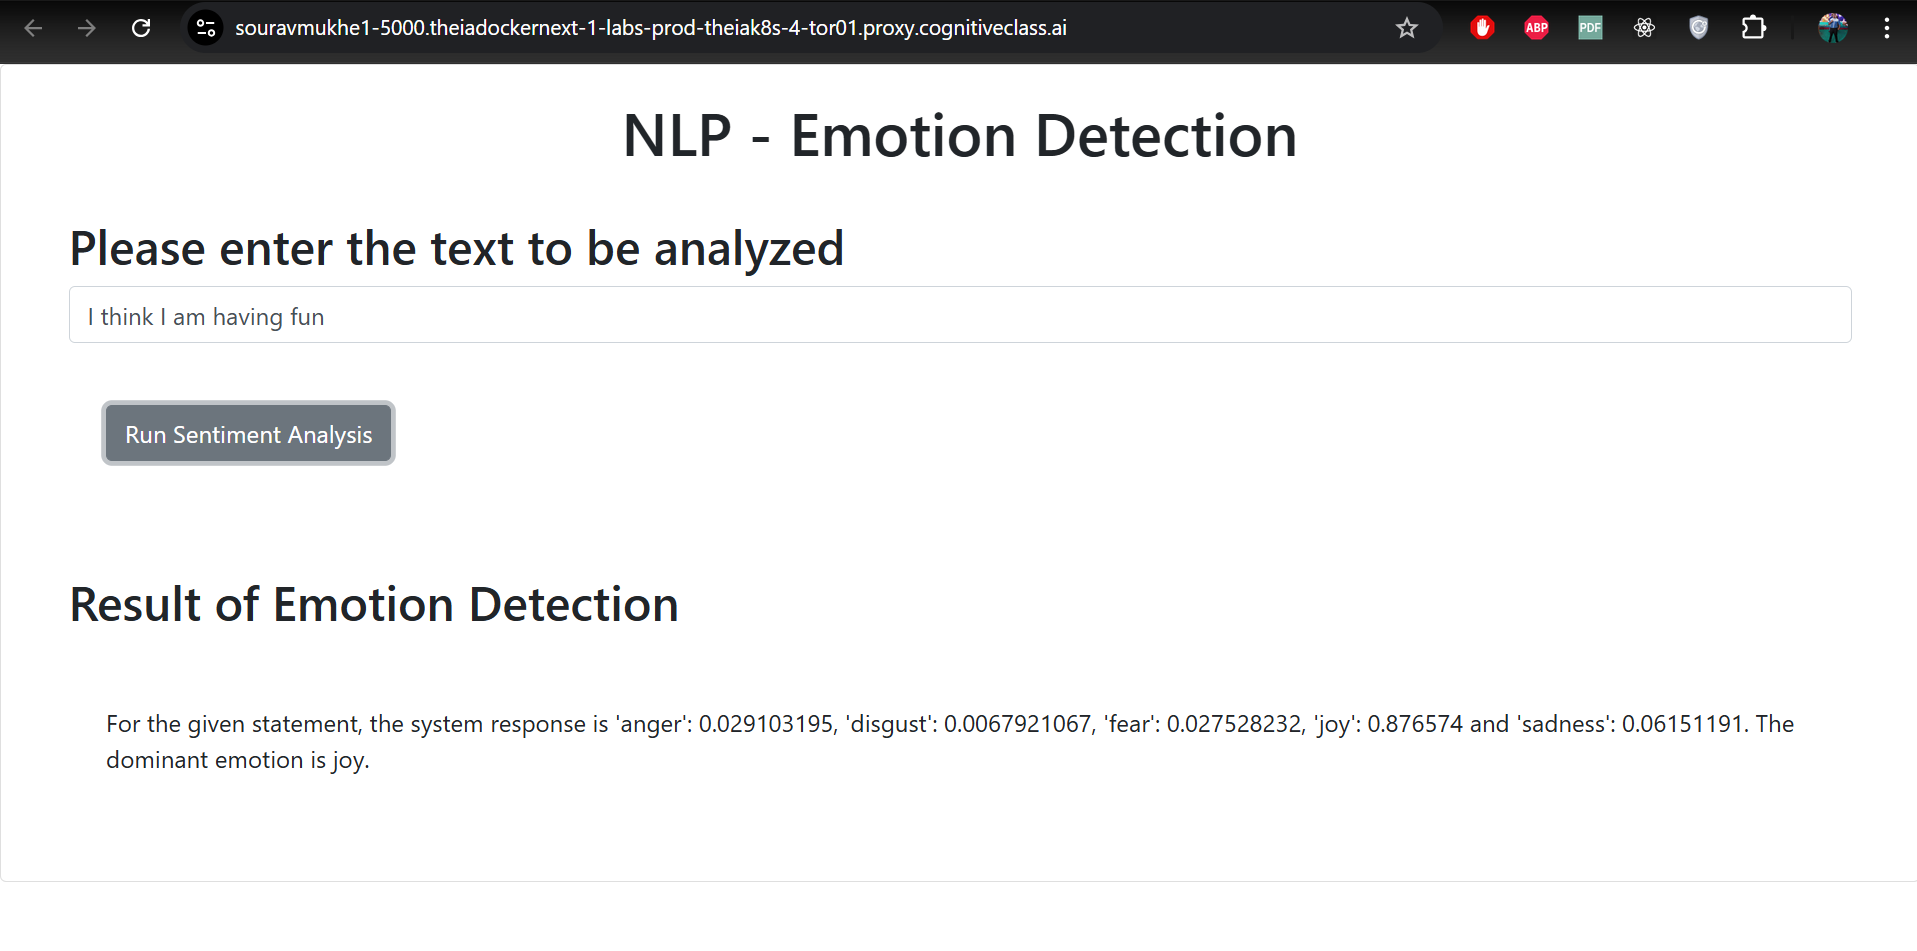 souravmukhe1-5000.theiadockernext-1-labs-prod-theiak8s-4-tor01.proxy.cognitiveclass.ai
ABP
PDF
NLP - Emotion Detection
Please enter the text to be analyzed
I think I am having fun
Run Sentiment Analysis
Result of Emotion Detection
For the given statement, the system response is 'anger': 0.029103195, 'disgust': 0.0067921067, 'fear': 0.027528232, 'joy': 0.876574 and 'sadness': 0.06151191. The
dominant emotion is joy.